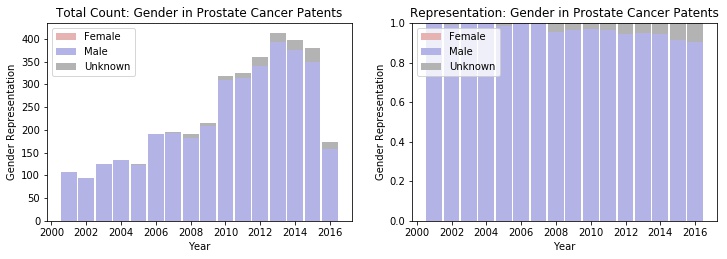 Total Count: Gender in Prostate Cancer Patents
Gender Representation
400
350
300
250
200
150
100
50
0
Female
Male
Unknown
2000 2002 2004 2006 2008 2010 2012 2014 2016
Year
Representation: Gender in Prostate Cancer Patents
Gender Representation
1.0
0.8
0.6
0.4
0.2
0.0
Female
Male
Unknown
2000 2002 2004 2006 2008 2010 2012 2014 2016
Year